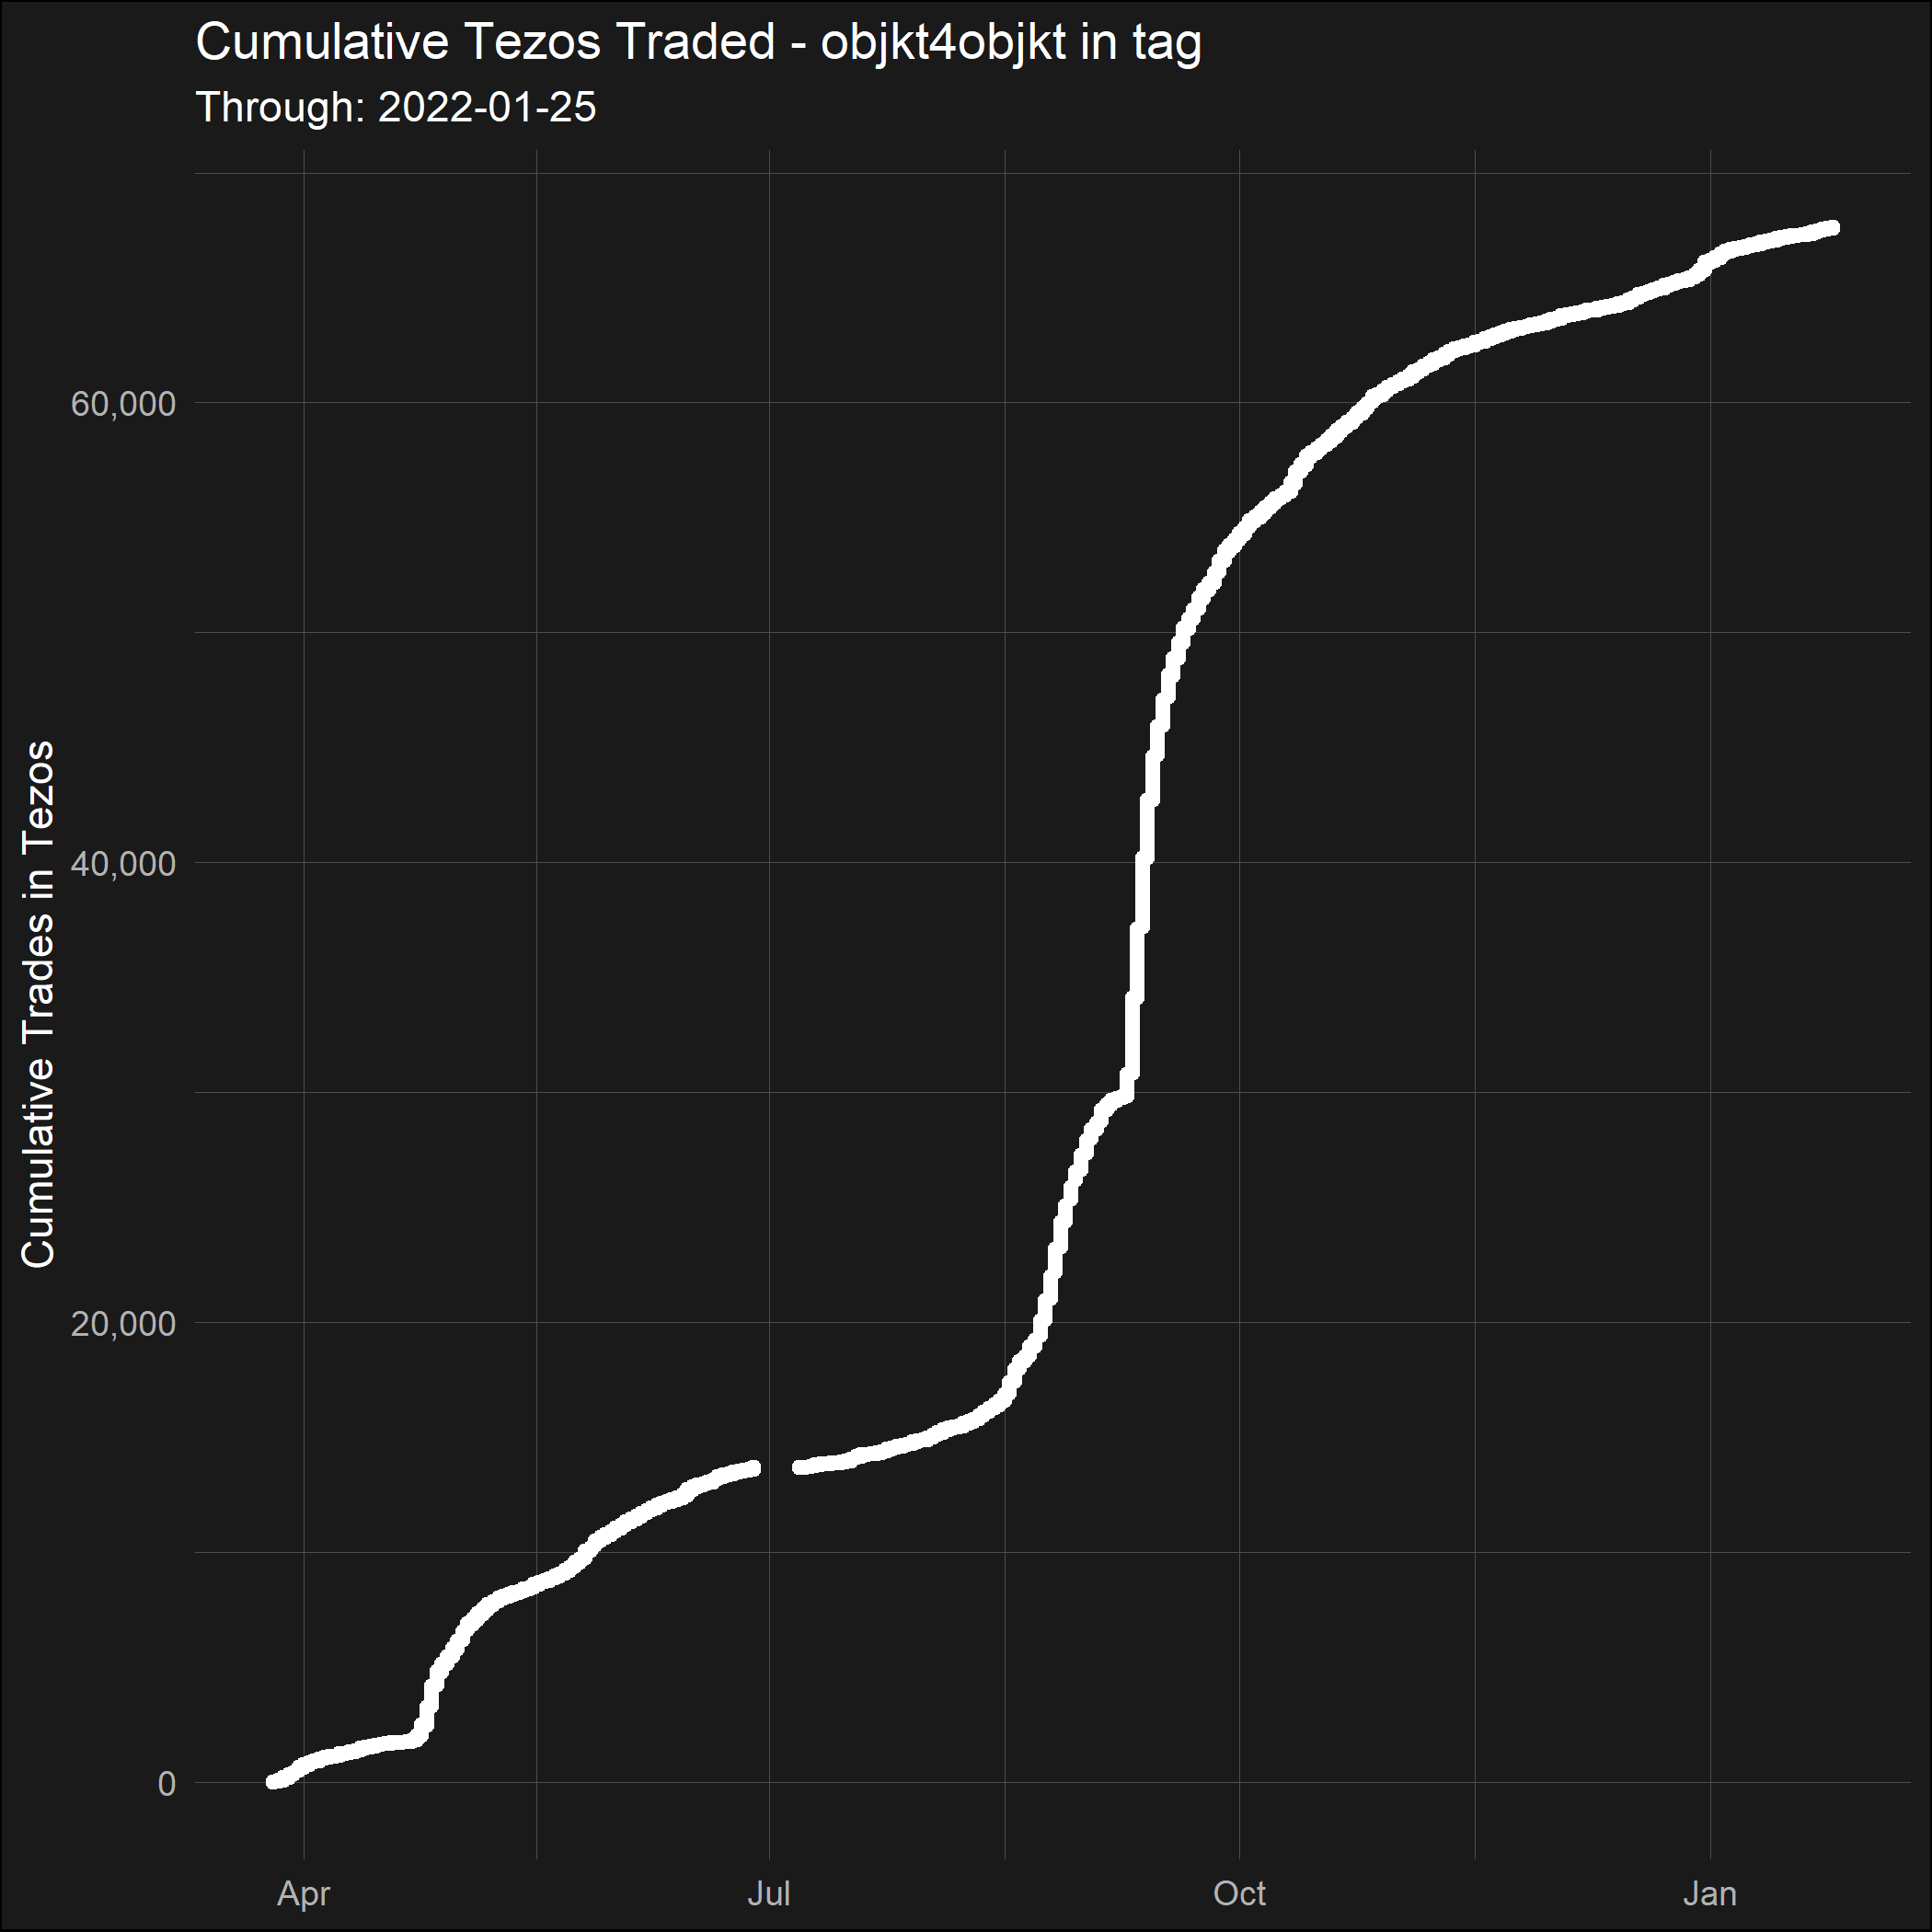 Cumulative Tezos Traded - objkt4objkt in tag
Through: 2022-01-25
Cumulative Trades in Tezos
60,000
40,000
20,000
0
Apr
Jul
Oct
Jan